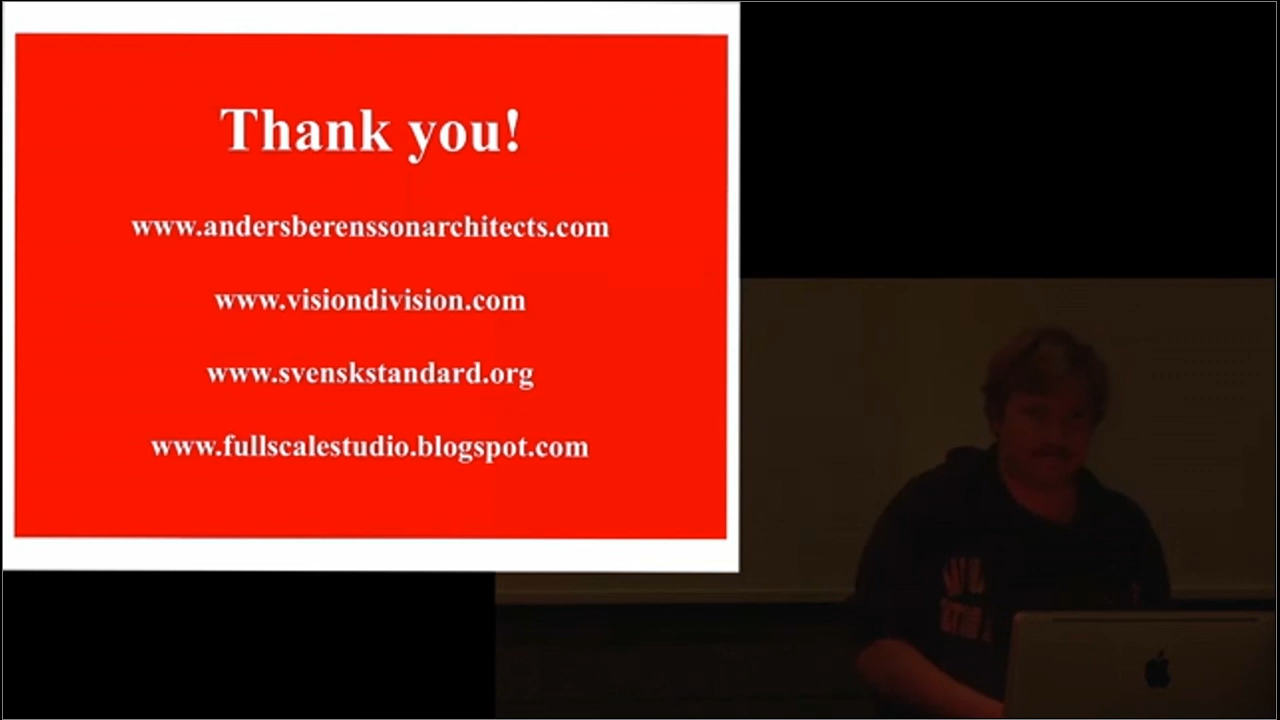 Thank you!
www.andersberenssonarchitects.com
www.visiondivision.com
www.svenskstandard.org
www.fullscalestudio.blogspot.com